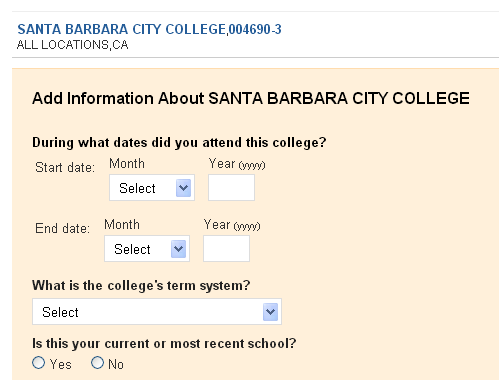 SANTA BARBARA CITY COLLEGE,004690-3
ALL LOCATIONS,CA
Add Information About SANTA BARBARA CITY COLLEGE
During what dates did you attend this college?
Start date: Month Year (yyyy)
Select
End date: Month Year (yyyy)
Select
What is the college's term system?
Select
Is this your current or most recent school?
Yes No